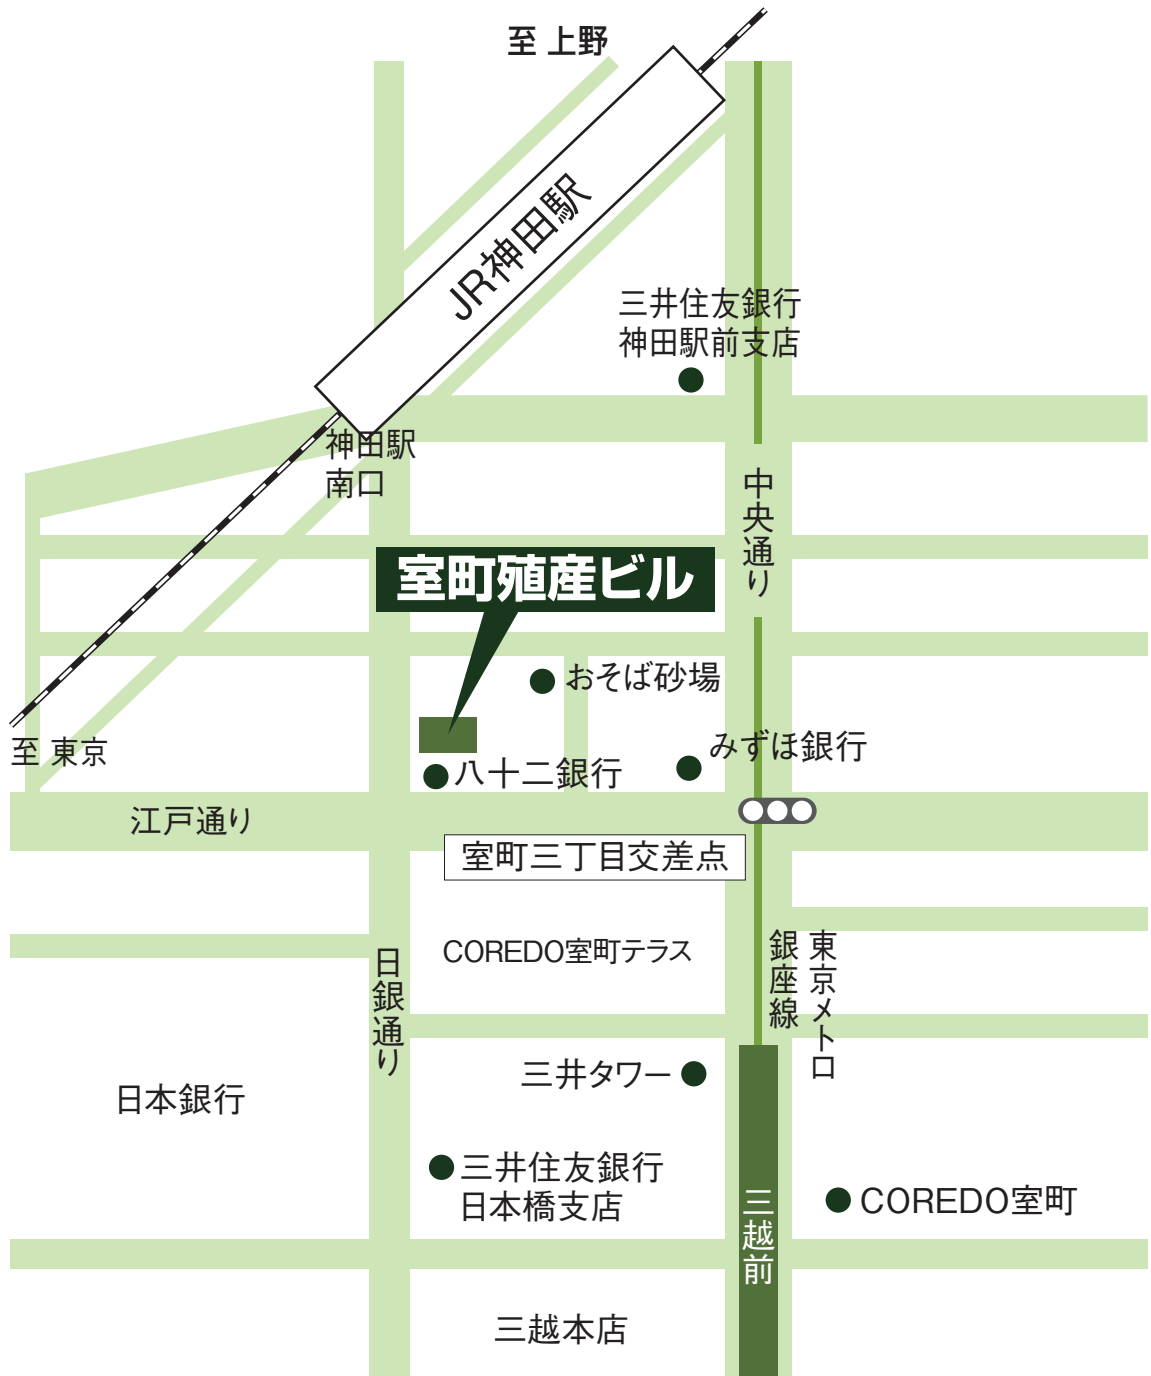 至 上野
JR神田駅
三井住友銀行
神田駅前支店
神田駅
南口
中央通り
室町殖産ビル
おそば砂場
みずほ銀行
至 東京
八十二銀行
江戸通り
室町三丁目交差点
COREDO室町テラス
日銀通り
東京メトロ
銀座線
三井タワー
日本銀行
三井住友銀行
日本橋支店
三越前
COREDO室町
三越本店